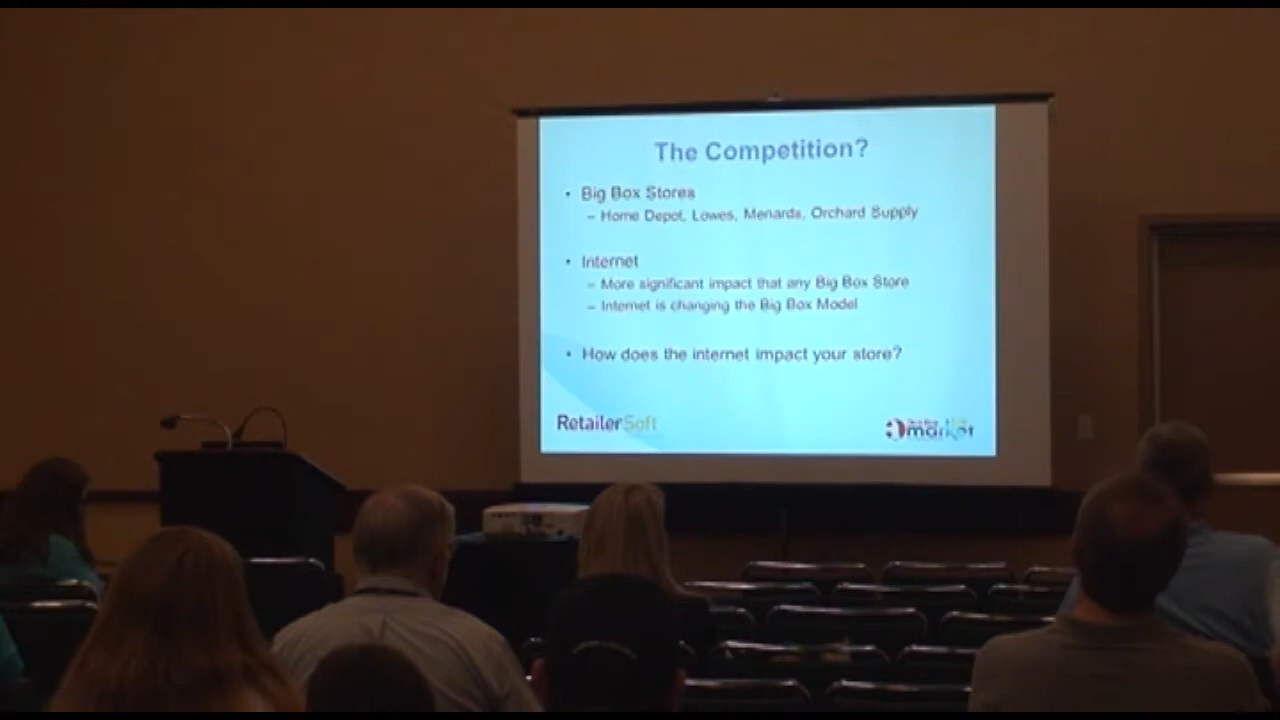 The Competition?
• Big Box Stores
– Home Depot, Lowes, Menards, Orchard Supply
• Internet
– More significant impact that any Big Box Store
– Internet is changing the Big Box Model
• How does the internet impact your store?
RetailerSoft
market